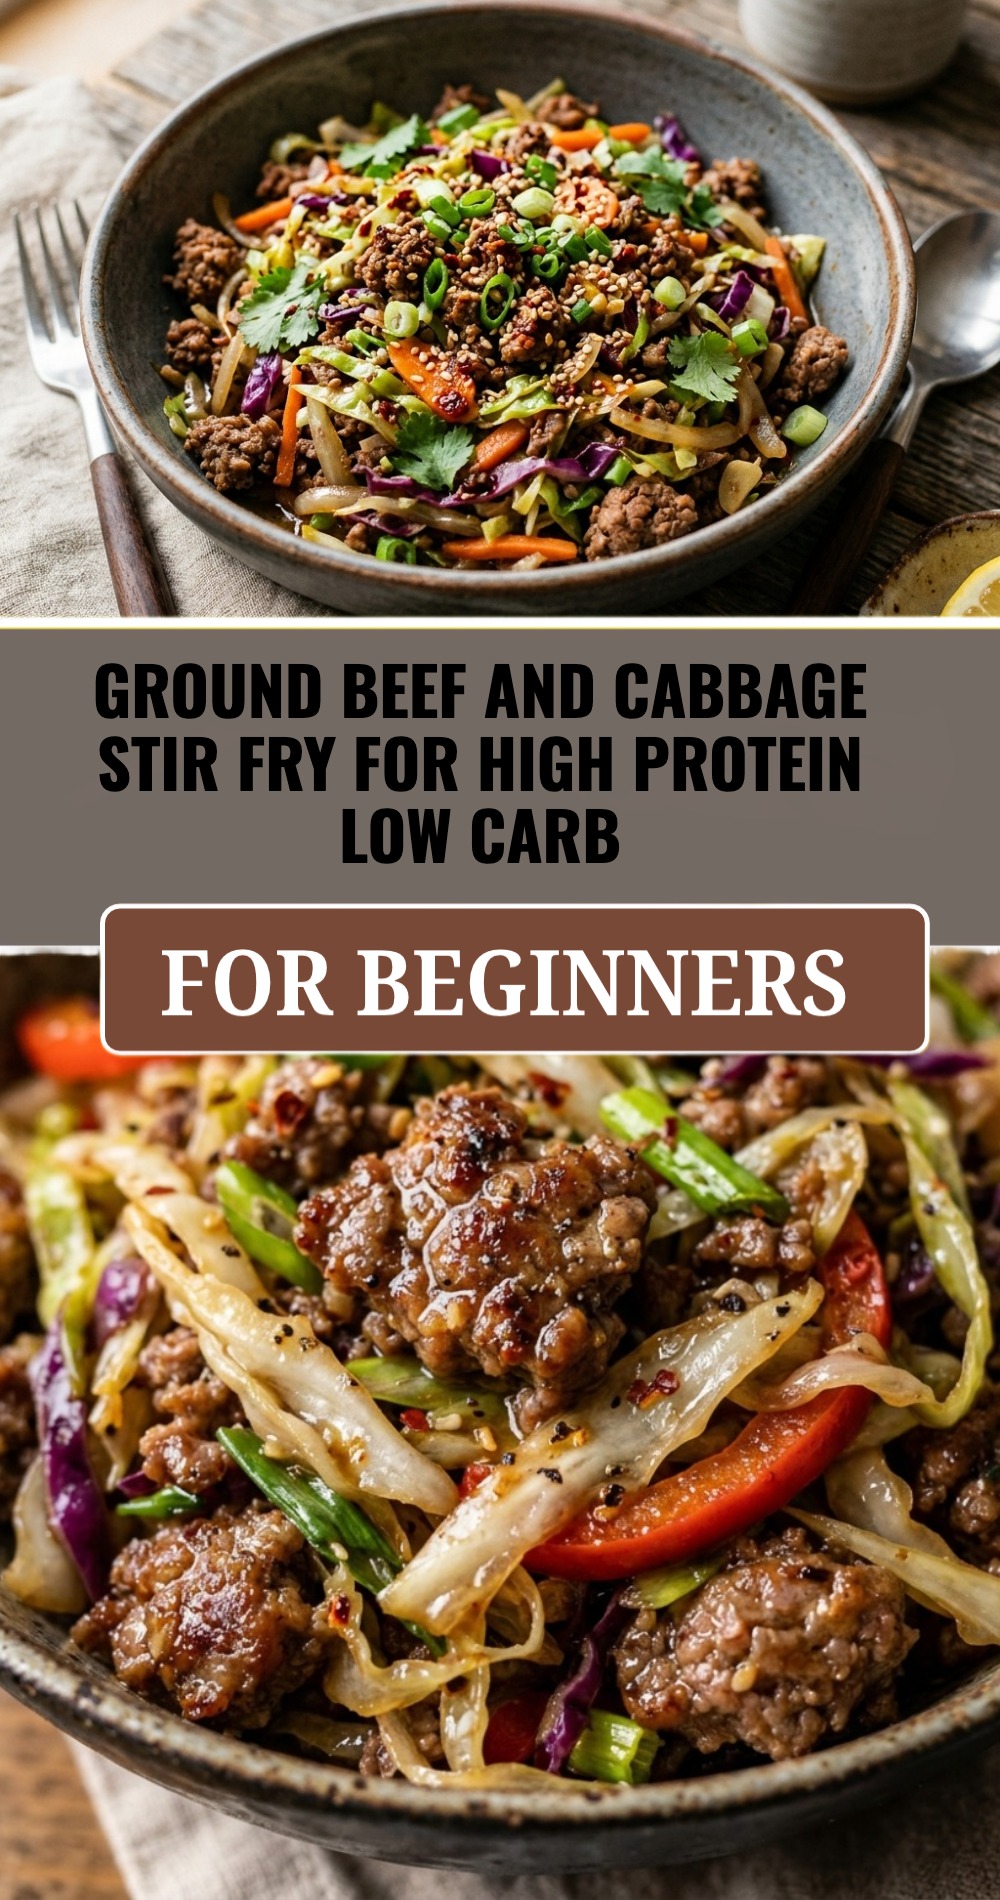 GROUND BEEF AND CABBAGE
STIR FRY FOR HIGH PROTEIN
LOW CARB
FOR BEGINNERS